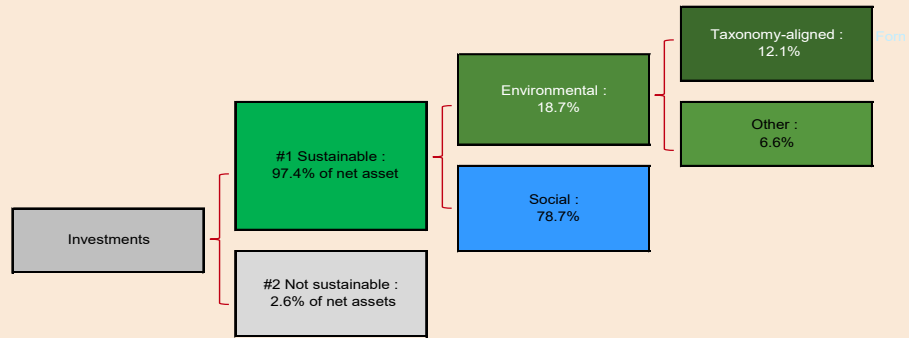 Taxonomy-aligned :
12.1%
Environmental :
18.7%
Other :
6.6%
#1 Sustainable :
97.4% of net asset
Social :
78.7%
Investments
#2 Not sustainable :
2.6% of net assets